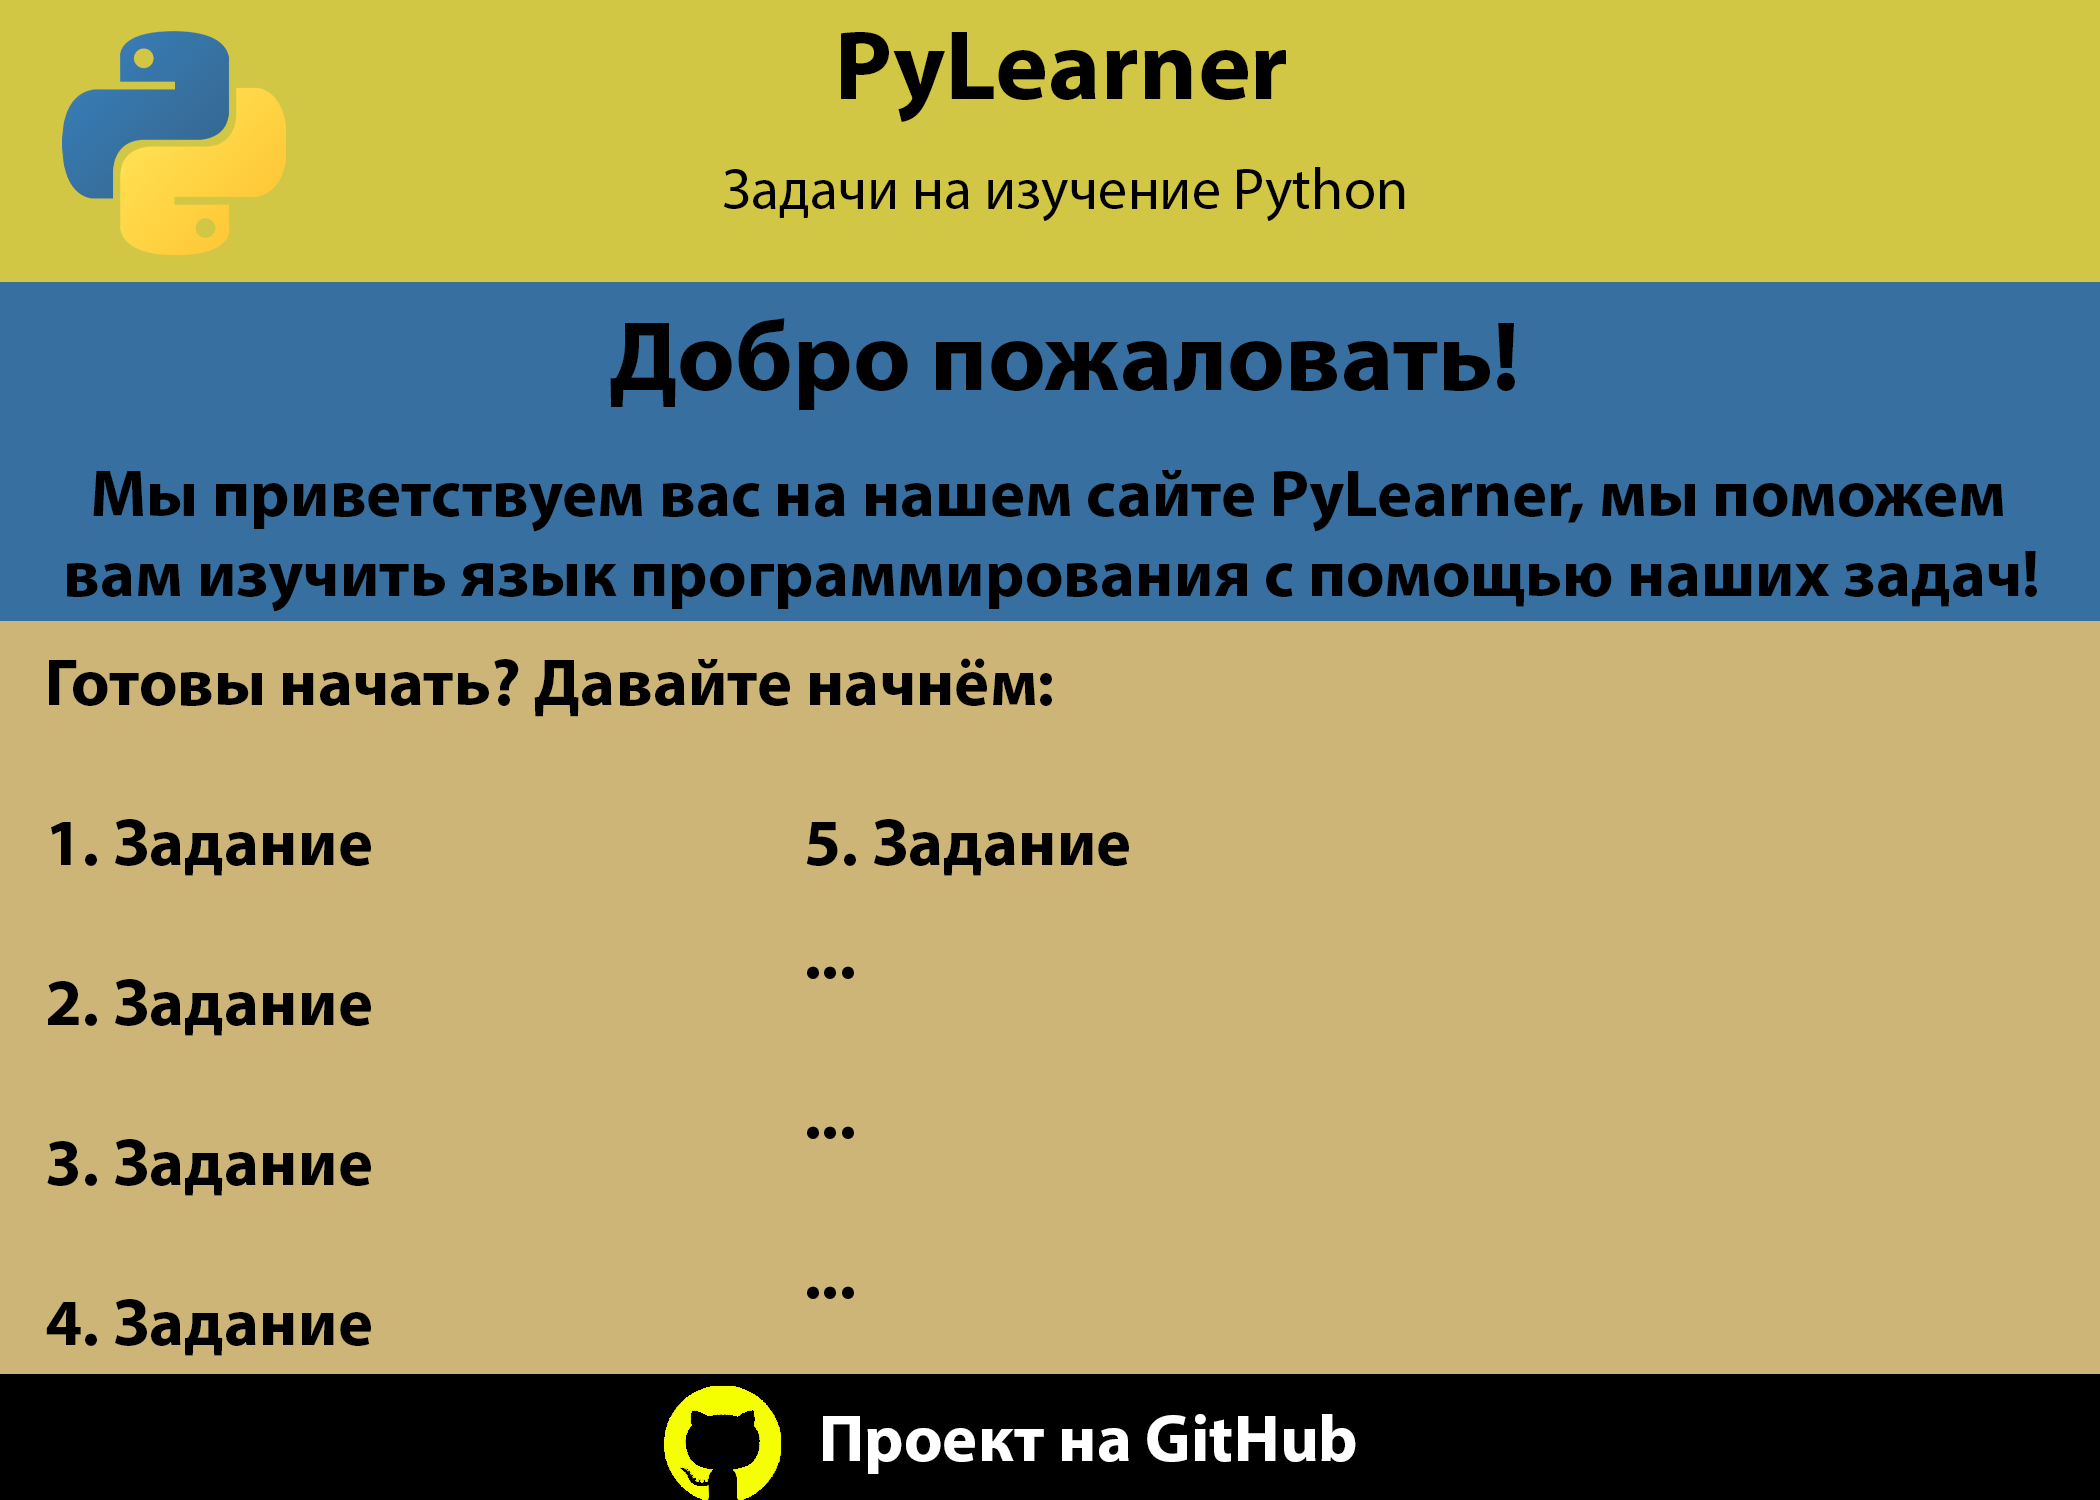 PyLearner
Задачи на изучение Python
Добро пожаловать!
Мы приветствуем вас на нашем сайте PyLearner, мы поможем
вам изучить язык программирования с помощью наших задач!
Готовы начать? Давайте начнём:
1. Задание
2. Задание
3. Задание
4. Задание
5. Задание
...
...
...
Проект на GitHub